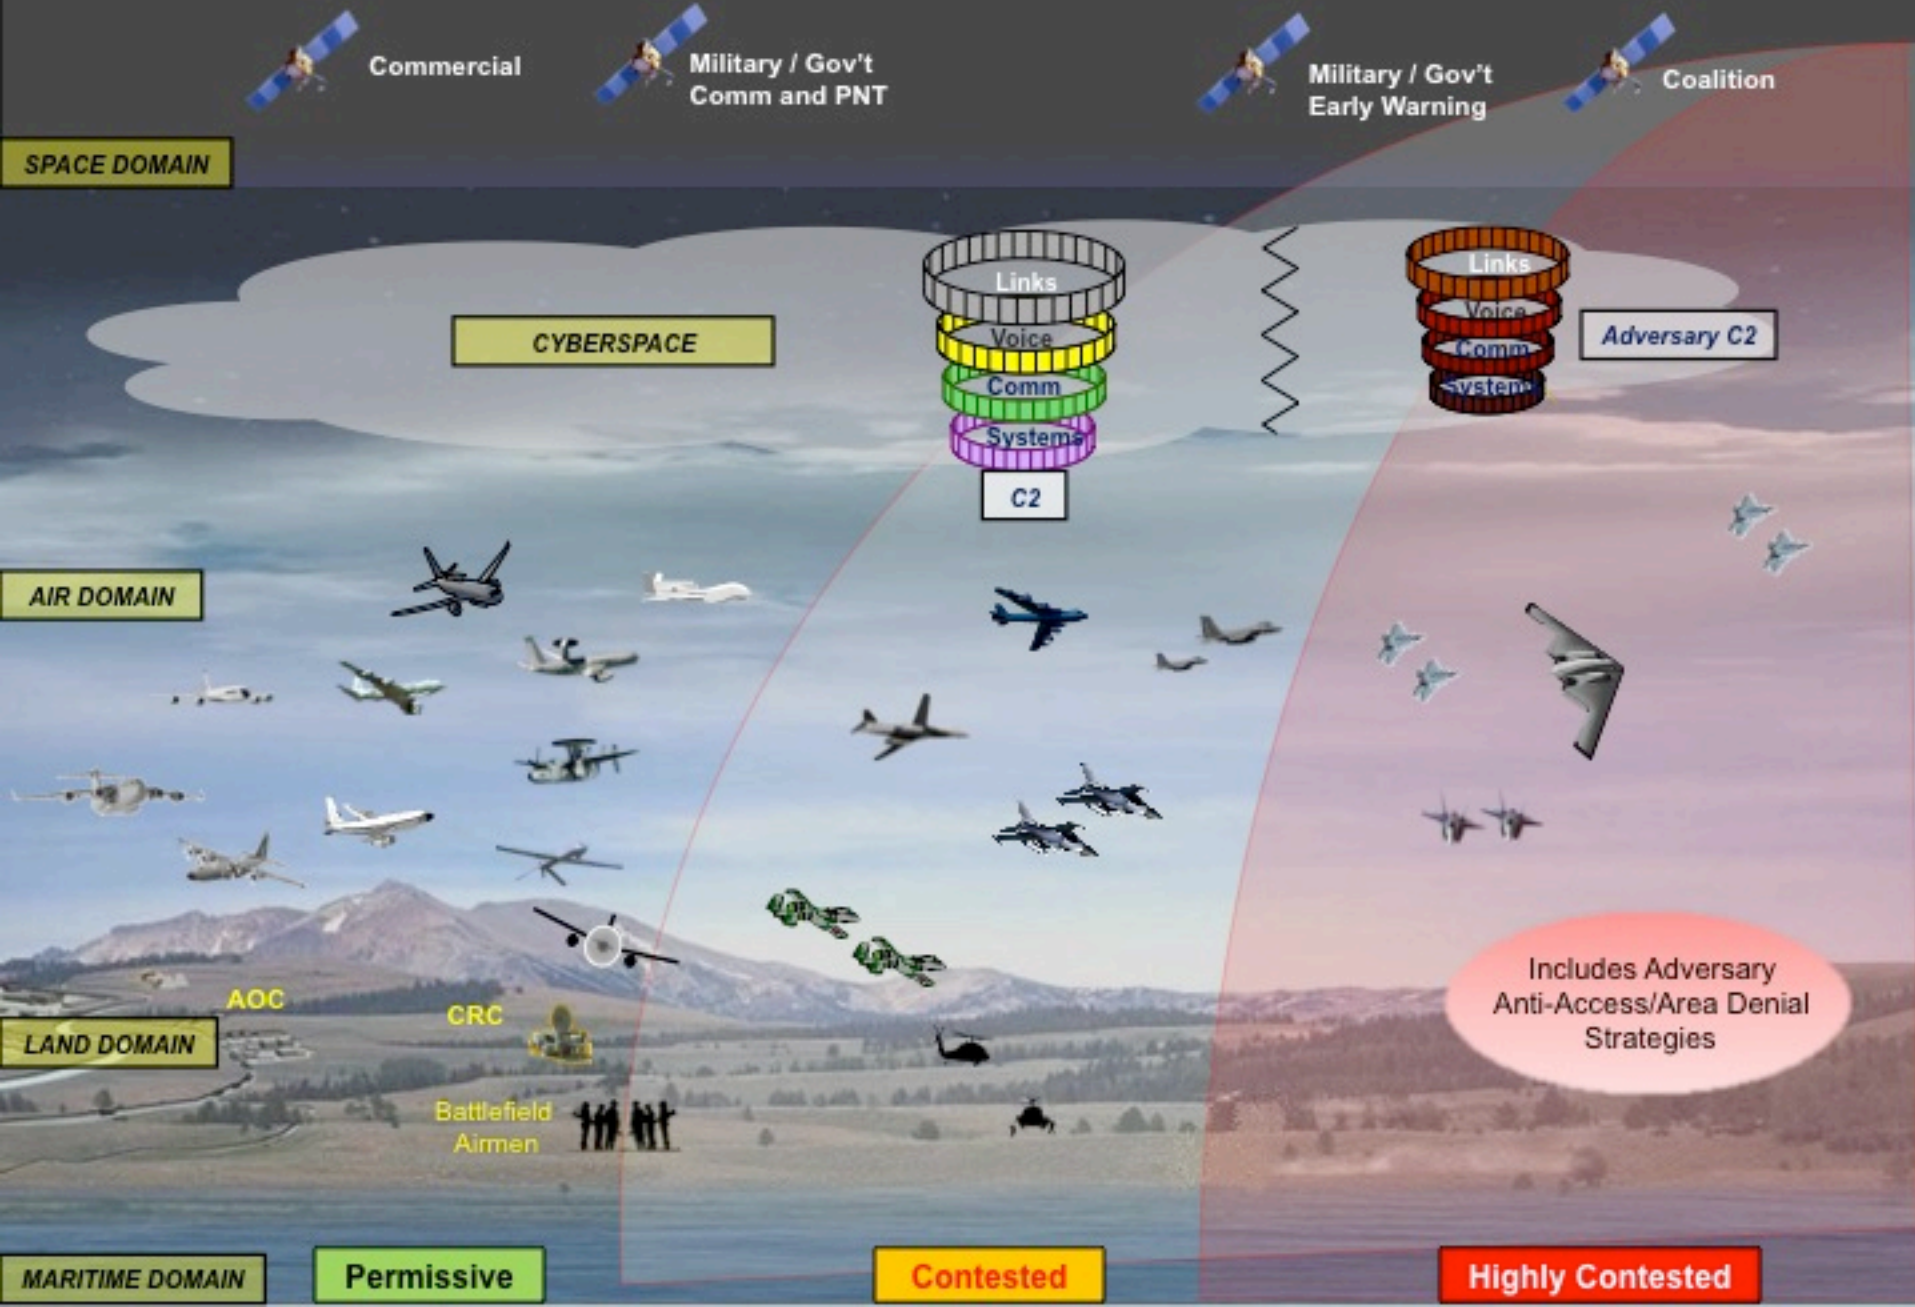 Commercial
Military / Gov't
Comm and PNT
Military / Gov't
Early Warning
Coalition
SPACE DOMAIN
CYBERSPACE
Links
Voice
Comm
Systems
C2
Links
Voice
Comm
Systems
Adversary C2
AIR DOMAIN
AOC
CRC
LAND DOMAIN
Battlefield
Airmen
Includes Adversary
Anti-Access/Area Denial
Strategies
MARITIME DOMAIN
Permissive
Contested
Highly Contested